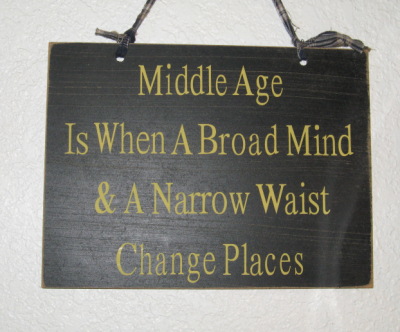 Middle Age
Is When A Broad Mind
& A Narrow Waist
Change Places